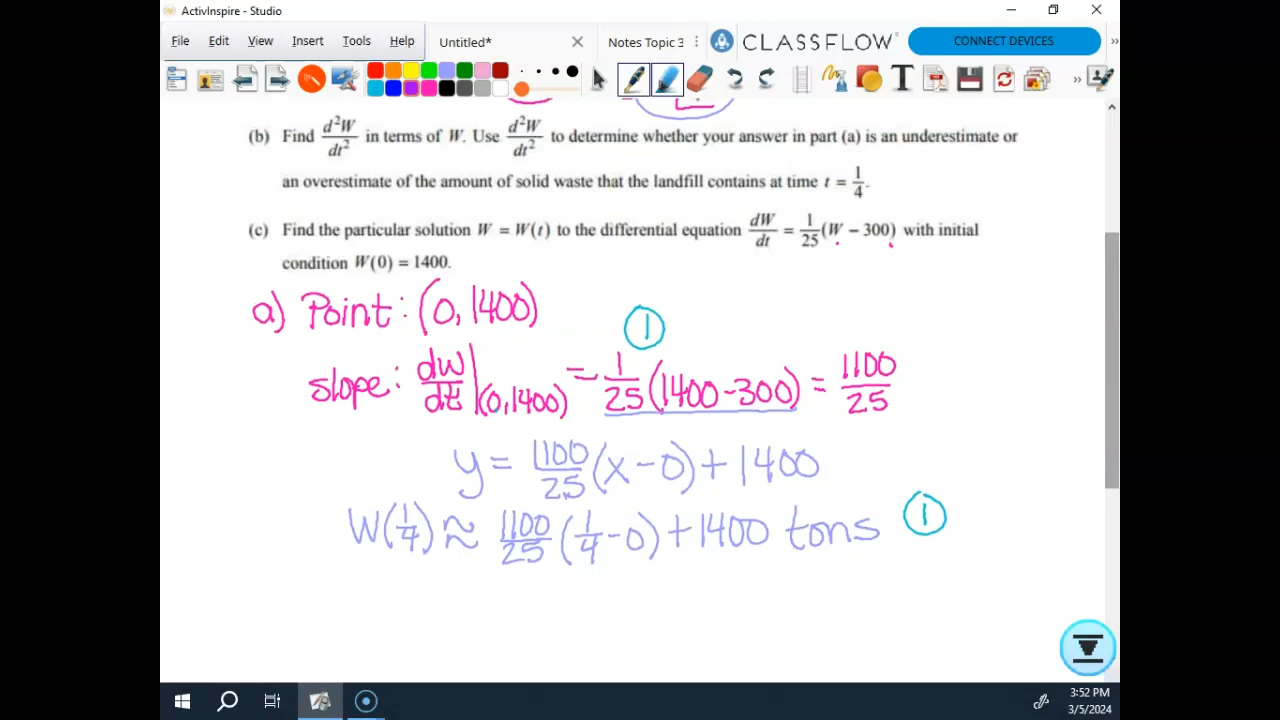 ActivInspire - Studio
File Edit View Insert Tools Help Untitled* Notes Topic 3 CLASSFLOW CONNECT DEVICES
(b) Find d²W/dt² in terms of W. Use d²W/dt² to determine whether your answer in part (a) is an underestimate or
an overestimate of the amount of solid waste that the landfill contains at time t = 1/4.
(c) Find the particular solution W = W(t) to the differential equation dW/dt = 1/25 (W − 300) with initial
condition W(0) = 1400.
a) Point: (0, 1400)
①
slope: dw/dt |(0,1400) = 1/25 (1400-300) = 1100/25
y = 1100/25 (x-0) + 1400
W(1/4) ≈ 1100/25 (1/4 - 0) + 1400 tons ①
3:52 PM
3/5/2024